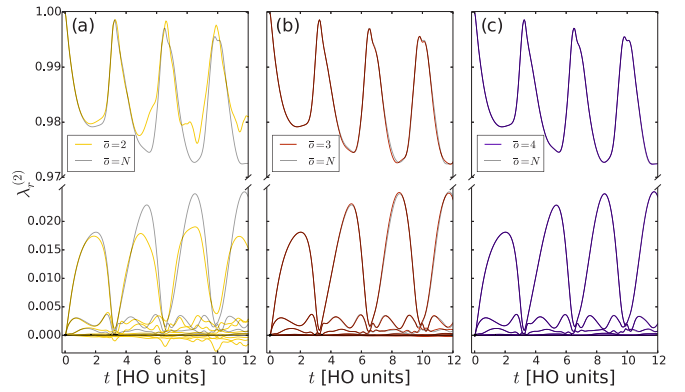 (a) (b) (c)
1.00
0.99
0.98
0.97
0.020
0.015
0.010
0.005
0.000
λ_r^(2)
ō=2
ō=N
ō=3
ō=N
ō=4
ō=N
0 2 4 6 8 10 12 0 2 4 6 8 10 12 0 2 4 6 8 10 12
t [HO units] t [HO units] t [HO units]